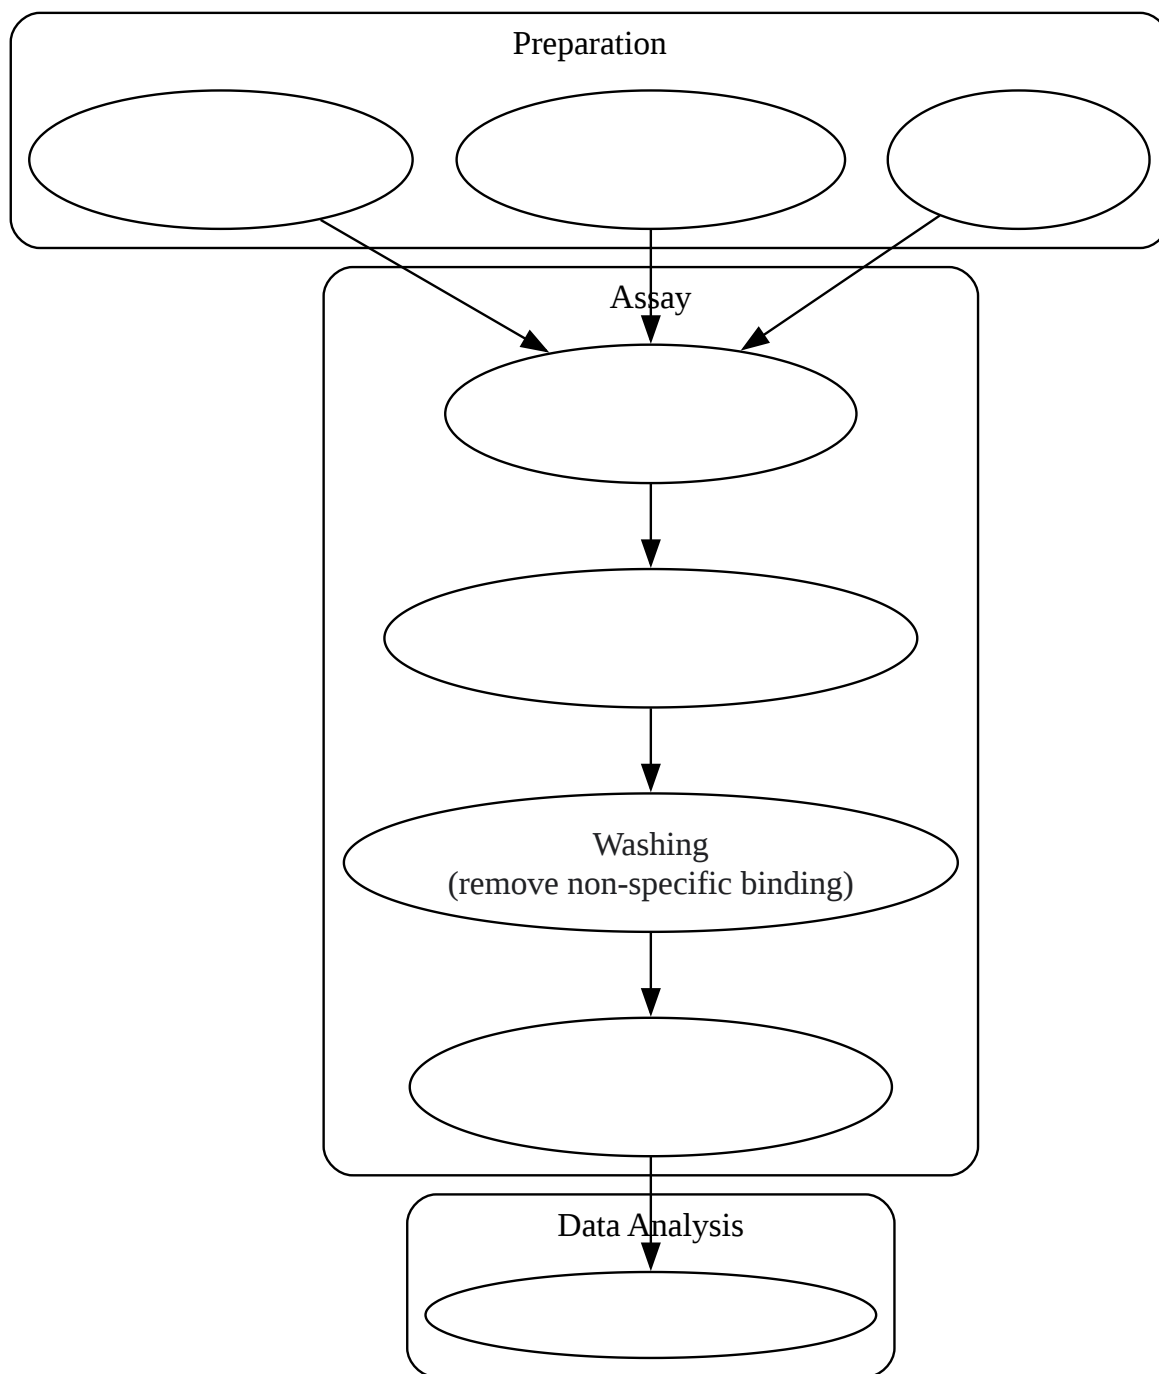 Preparation
Assay
Washing
(remove non-specific binding)
Data Analysis